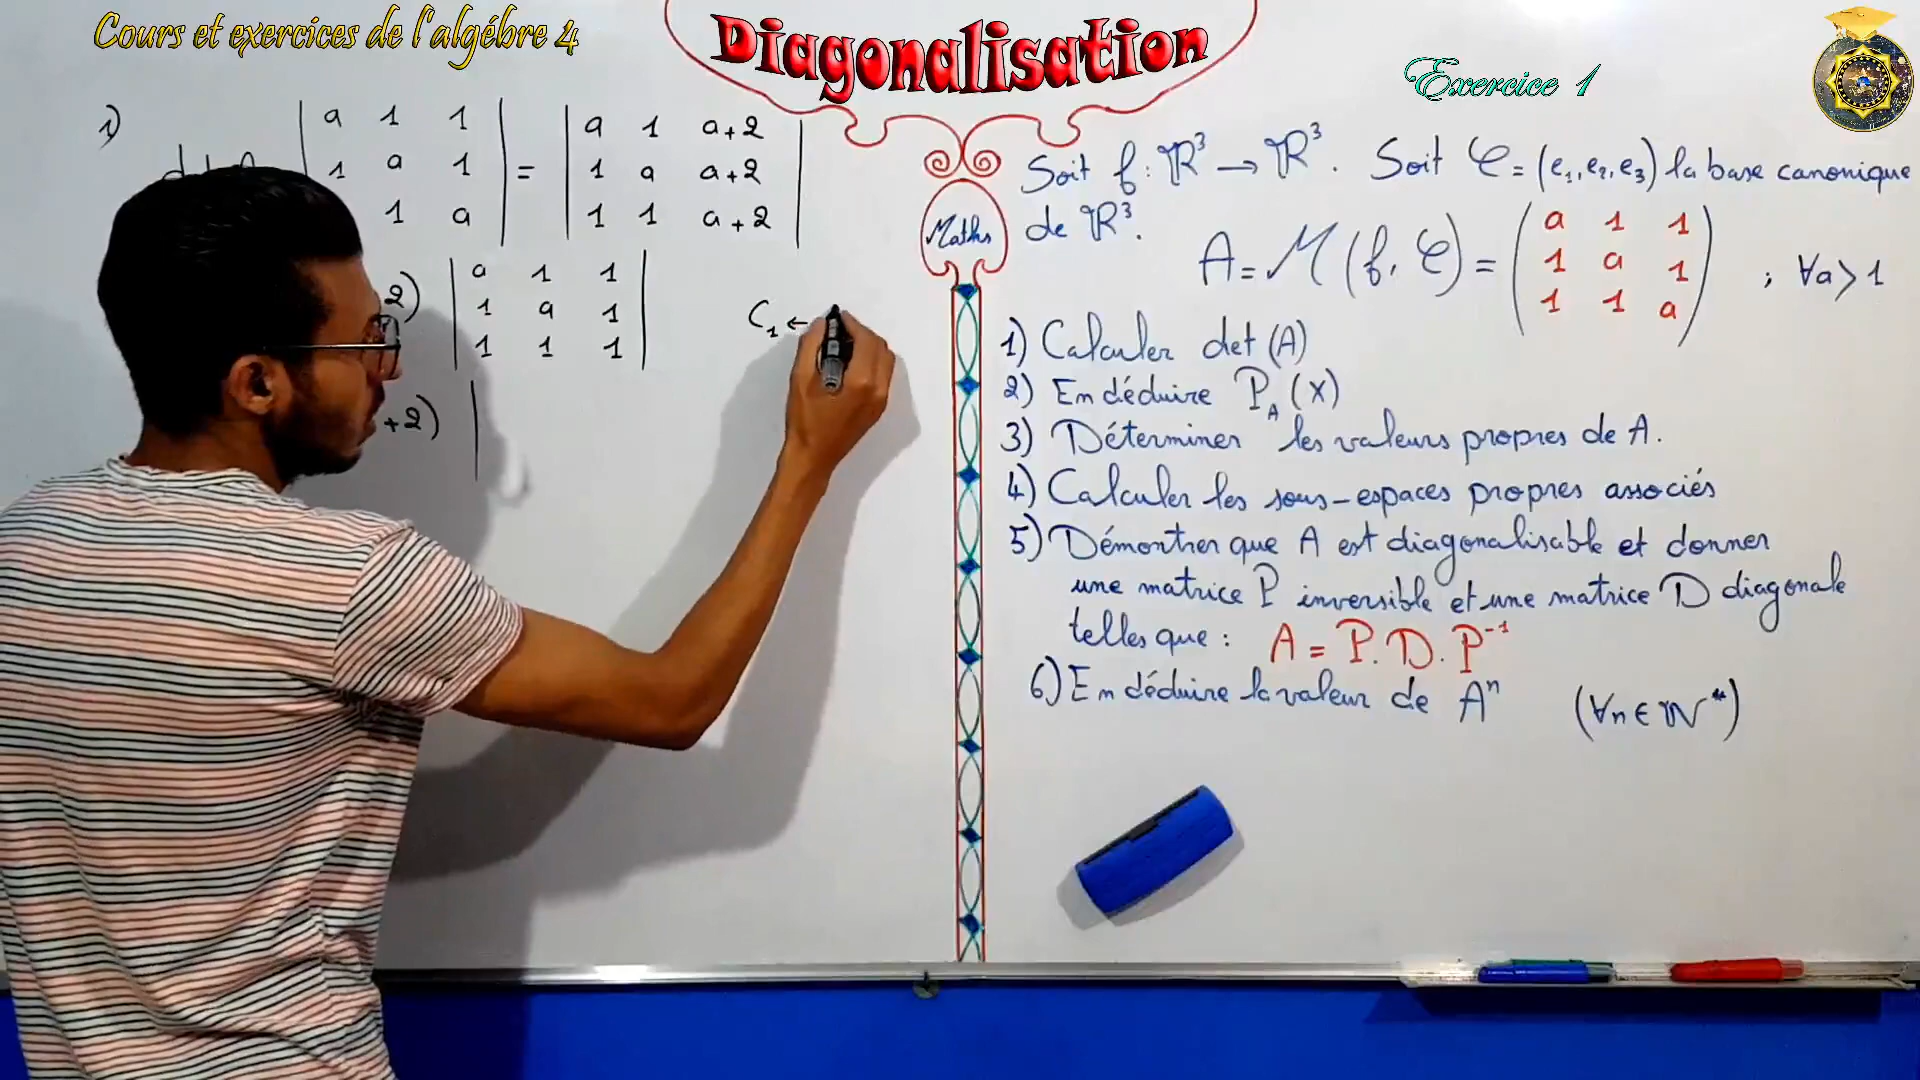 Cours et exercices de l'algébre 4
Diagonalisation
Exercice 1
1)
| a 1 1 | = | a 1 a+2 |
| 1 a 1 | | 1 a a+2 |
| 1 a | | 1 1 a+2 |
2) | a 1 1 |
| 1 a 1 |
| 1 1 1 |
C₁ ←
+2) |
Maths
Soit f : ℝ³ → ℝ³. Soit 𝒞 = (e₁, e₂, e₃) la base canonique
de ℝ³.
A = ℳ(f, 𝒞) = ( a 1 1 ) ; ∀a > 1
( 1 a 1 )
( 1 1 a )
1) Calculer det (A)
2) En déduire P_A (X)
3) Déterminer les valeurs propres de A.
4) Calculer les sous-espaces propres associés
5) Démontrer que A est diagonalisable et donner
une matrice P inversible et une matrice D diagonale
telles que : A = P. D. P⁻¹
6) En déduire la valeur de Aⁿ (∀n ∈ ℕ*)